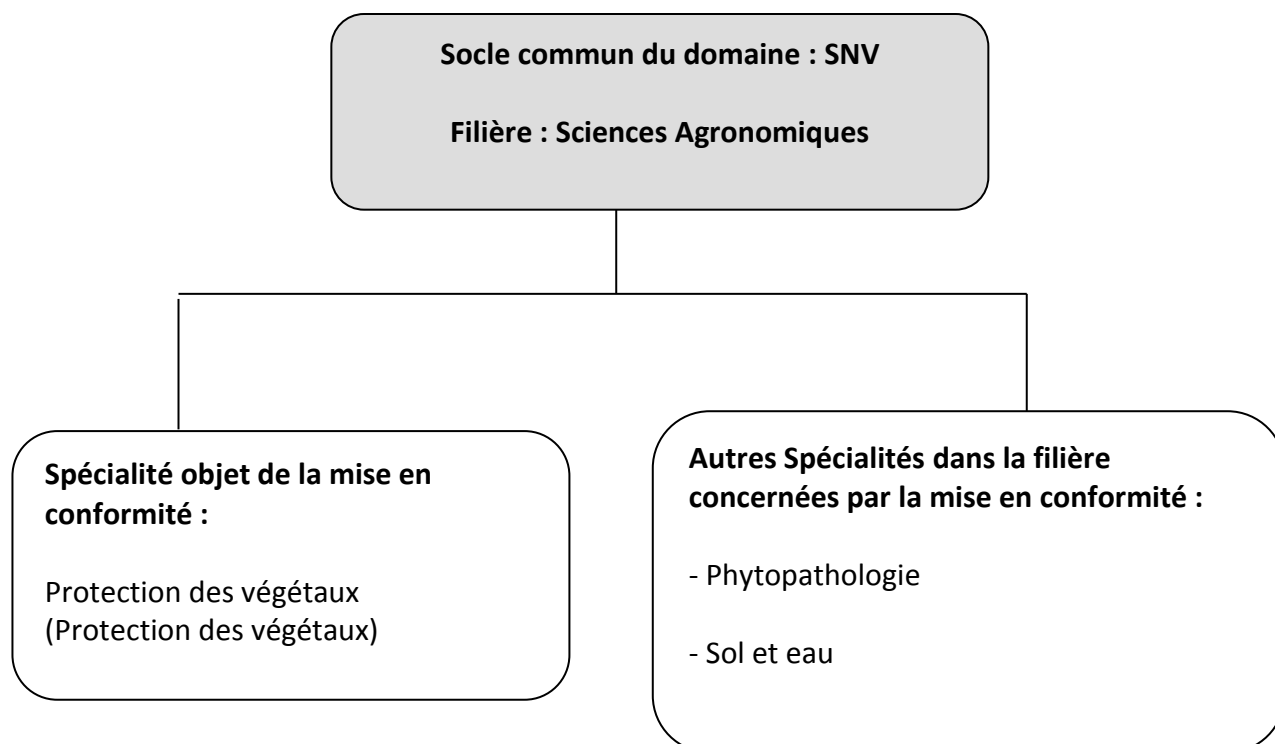 Socle commun du domaine : SNV
Filière : Sciences Agronomiques
Spécialité objet de la mise en
conformité :
Protection des végétaux
(Protection des végétaux)
Autres Spécialités dans la filière
concernées par la mise en conformité :
- Phytopathologie
- Sol et eau